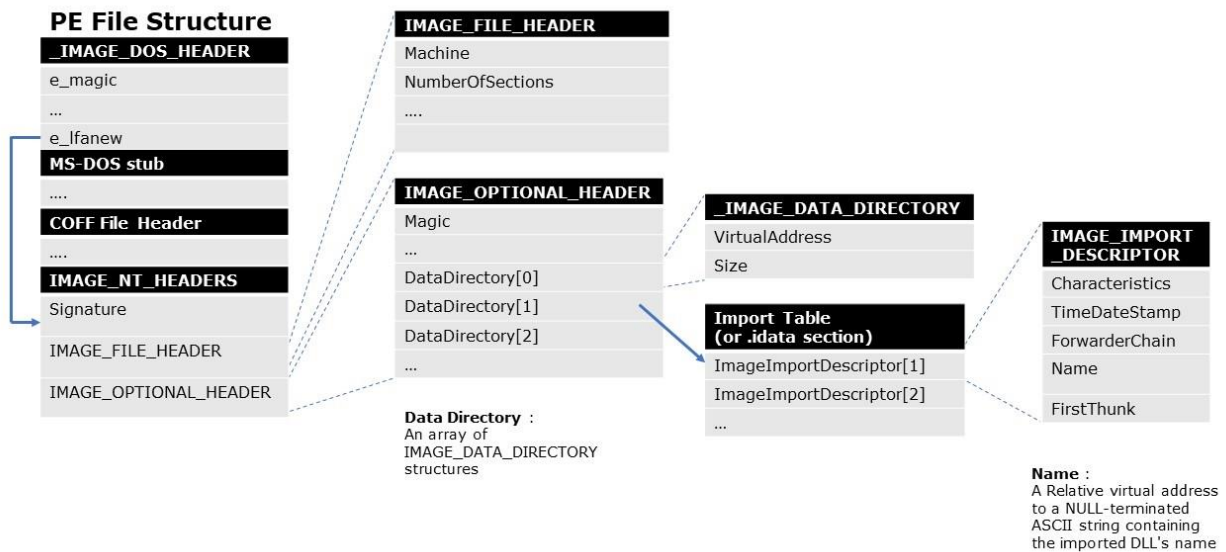 PE File Structure
_IMAGE_DOS_HEADER
e_magic
...
e_lfanew
MS-DOS stub
....
COFF File Header
....
IMAGE_NT_HEADERS
Signature
IMAGE_FILE_HEADER
IMAGE_OPTIONAL_HEADER
IMAGE_FILE_HEADER
Machine
NumberOfSections
....
IMAGE_OPTIONAL_HEADER
Magic
...
DataDirectory[0]
DataDirectory[1]
DataDirectory[2]
...
Data Directory :
An array of
IMAGE_DATA_DIRECTORY
structures
_IMAGE_DATA_DIRECTORY
VirtualAddress
Size
Import Table
(or .idata section)
ImageImportDescriptor[1]
ImageImportDescriptor[2]
...
IMAGE_IMPORT
_DESCRIPTOR
Characteristics
TimeDateStamp
ForwarderChain
Name
FirstThunk
Name :
A Relative virtual address
to a NULL-terminated
ASCII string containing
the imported DLL's name